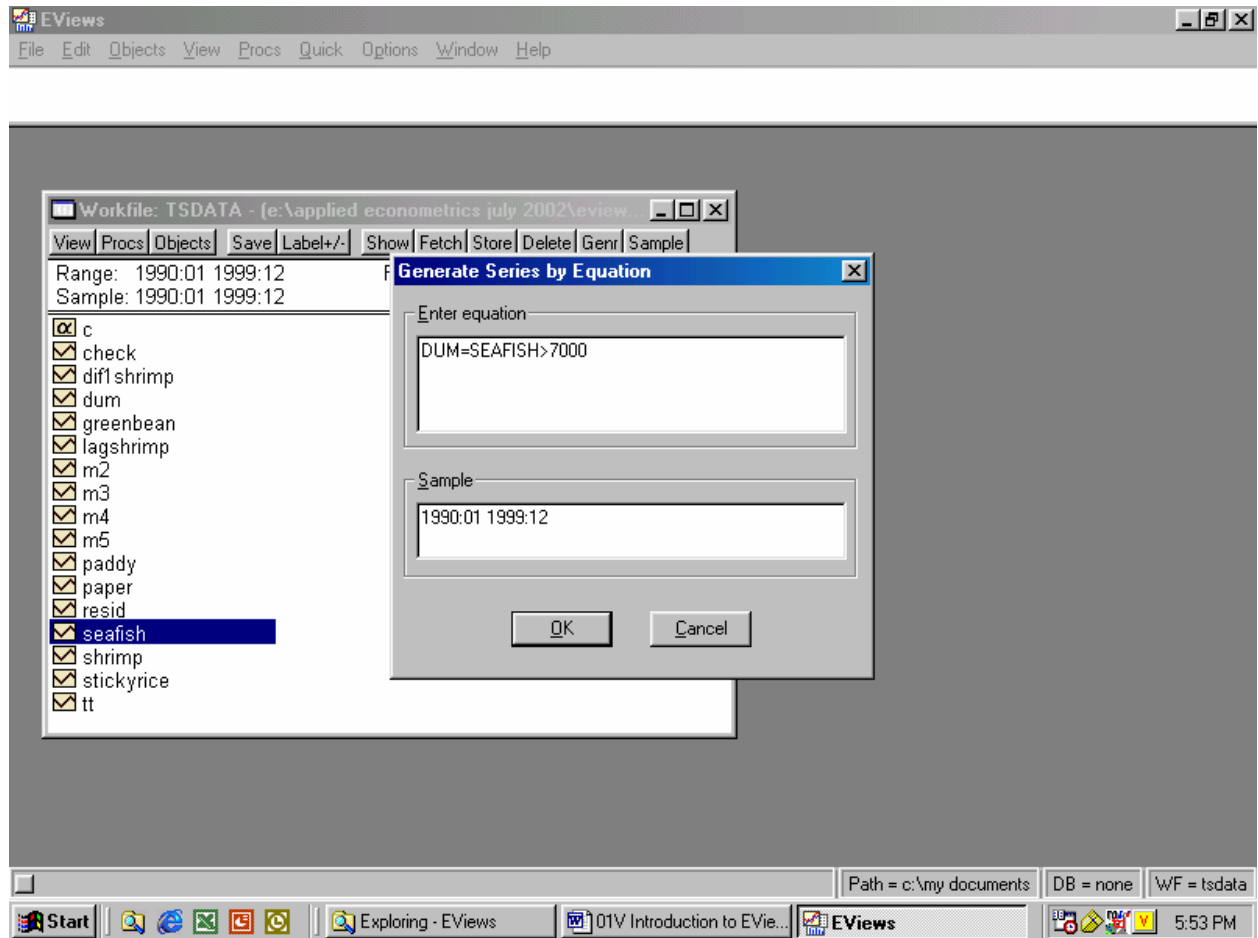 EViews
File Edit Objects View Procs Quick Options Window Help
Workfile: TSDATA - (e:\applied econometrics july 2002\eview...
View Procs Objects Save Label+/- Show Fetch Store Delete Genr Sample
Range: 1990:01 1999:12 F
Sample: 1990:01 1999:12
α c
check
dif1shrimp
dum
greenbean
lagshrimp
m2
m3
m4
m5
paddy
paper
resid
seafish
shrimp
stickyrice
tt
Generate Series by Equation
Enter equation
DUM=SEAFISH>7000
Sample
1990:01 1999:12
OK Cancel
Path = c:\my documents DB = none WF = tsdata
Start Exploring - EViews 01V Introduction to EVie... EViews 5:53 PM